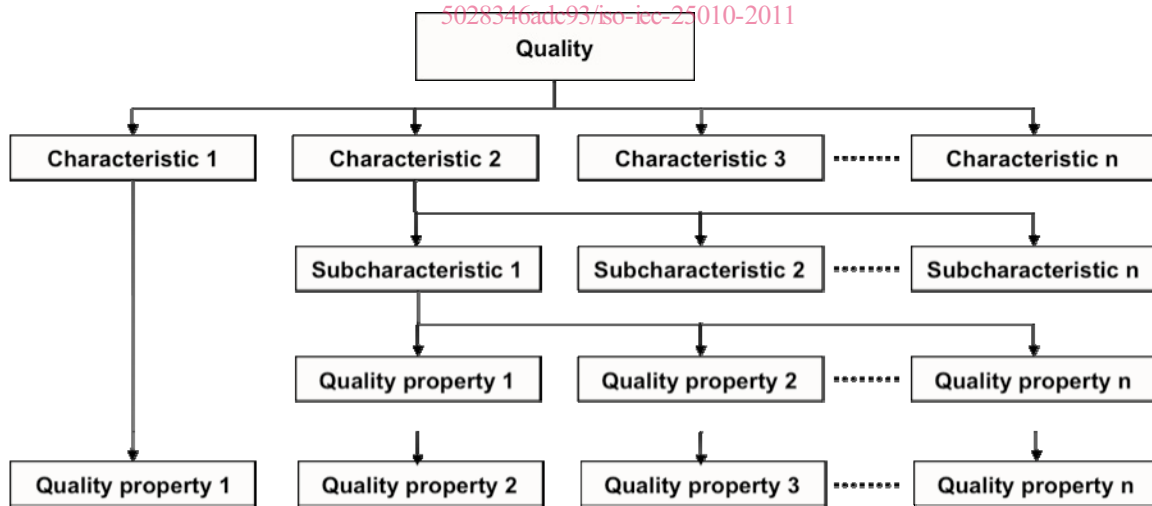 5028346adc93/iso-iec-25010-2011
Quality
Characteristic 1 Characteristic 2 Characteristic 3 Characteristic n
Subcharacteristic 1 Subcharacteristic 2 Subcharacteristic n
Quality property 1 Quality property 2 Quality property n
Quality property 1 Quality property 2 Quality property 3 Quality property n